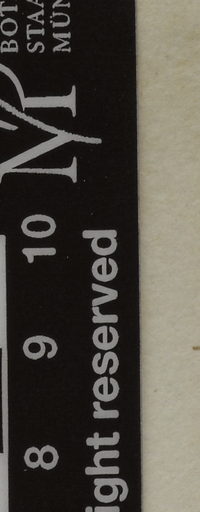 BOT
STAA
MÜN
M
8 9 10
ight reserved